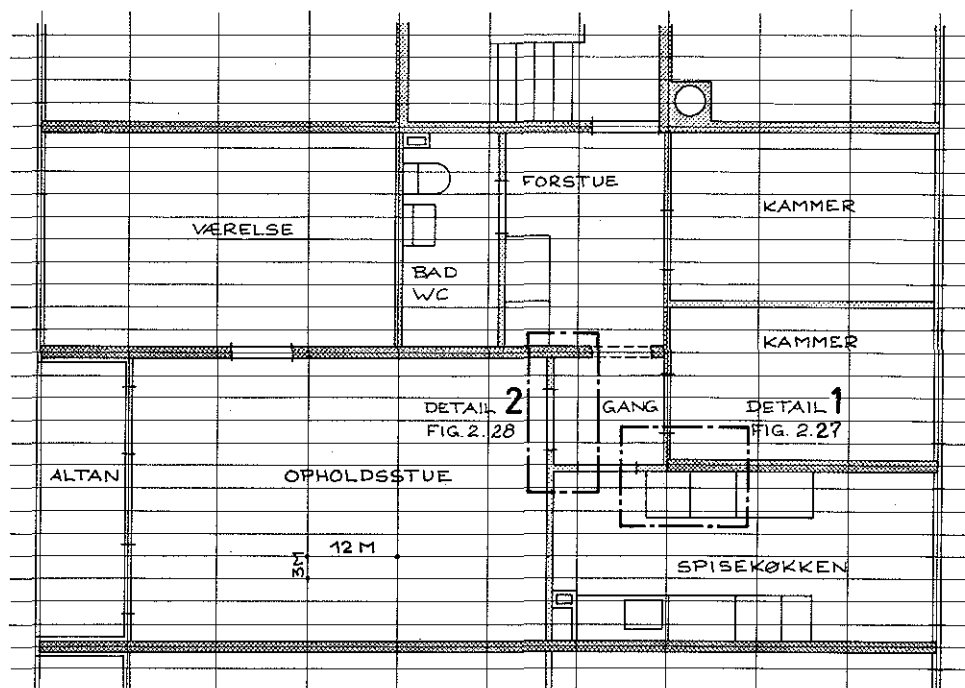 FORSTUE
KAMMER
VÆRELSE
BAD
WC
KAMMER
DETAIL 2
FIG. 2.28
GANG
DETAIL 1
FIG. 2.27
ALTAN
OPHOLDSSTUE
12 M
3M
SPISEKØKKEN